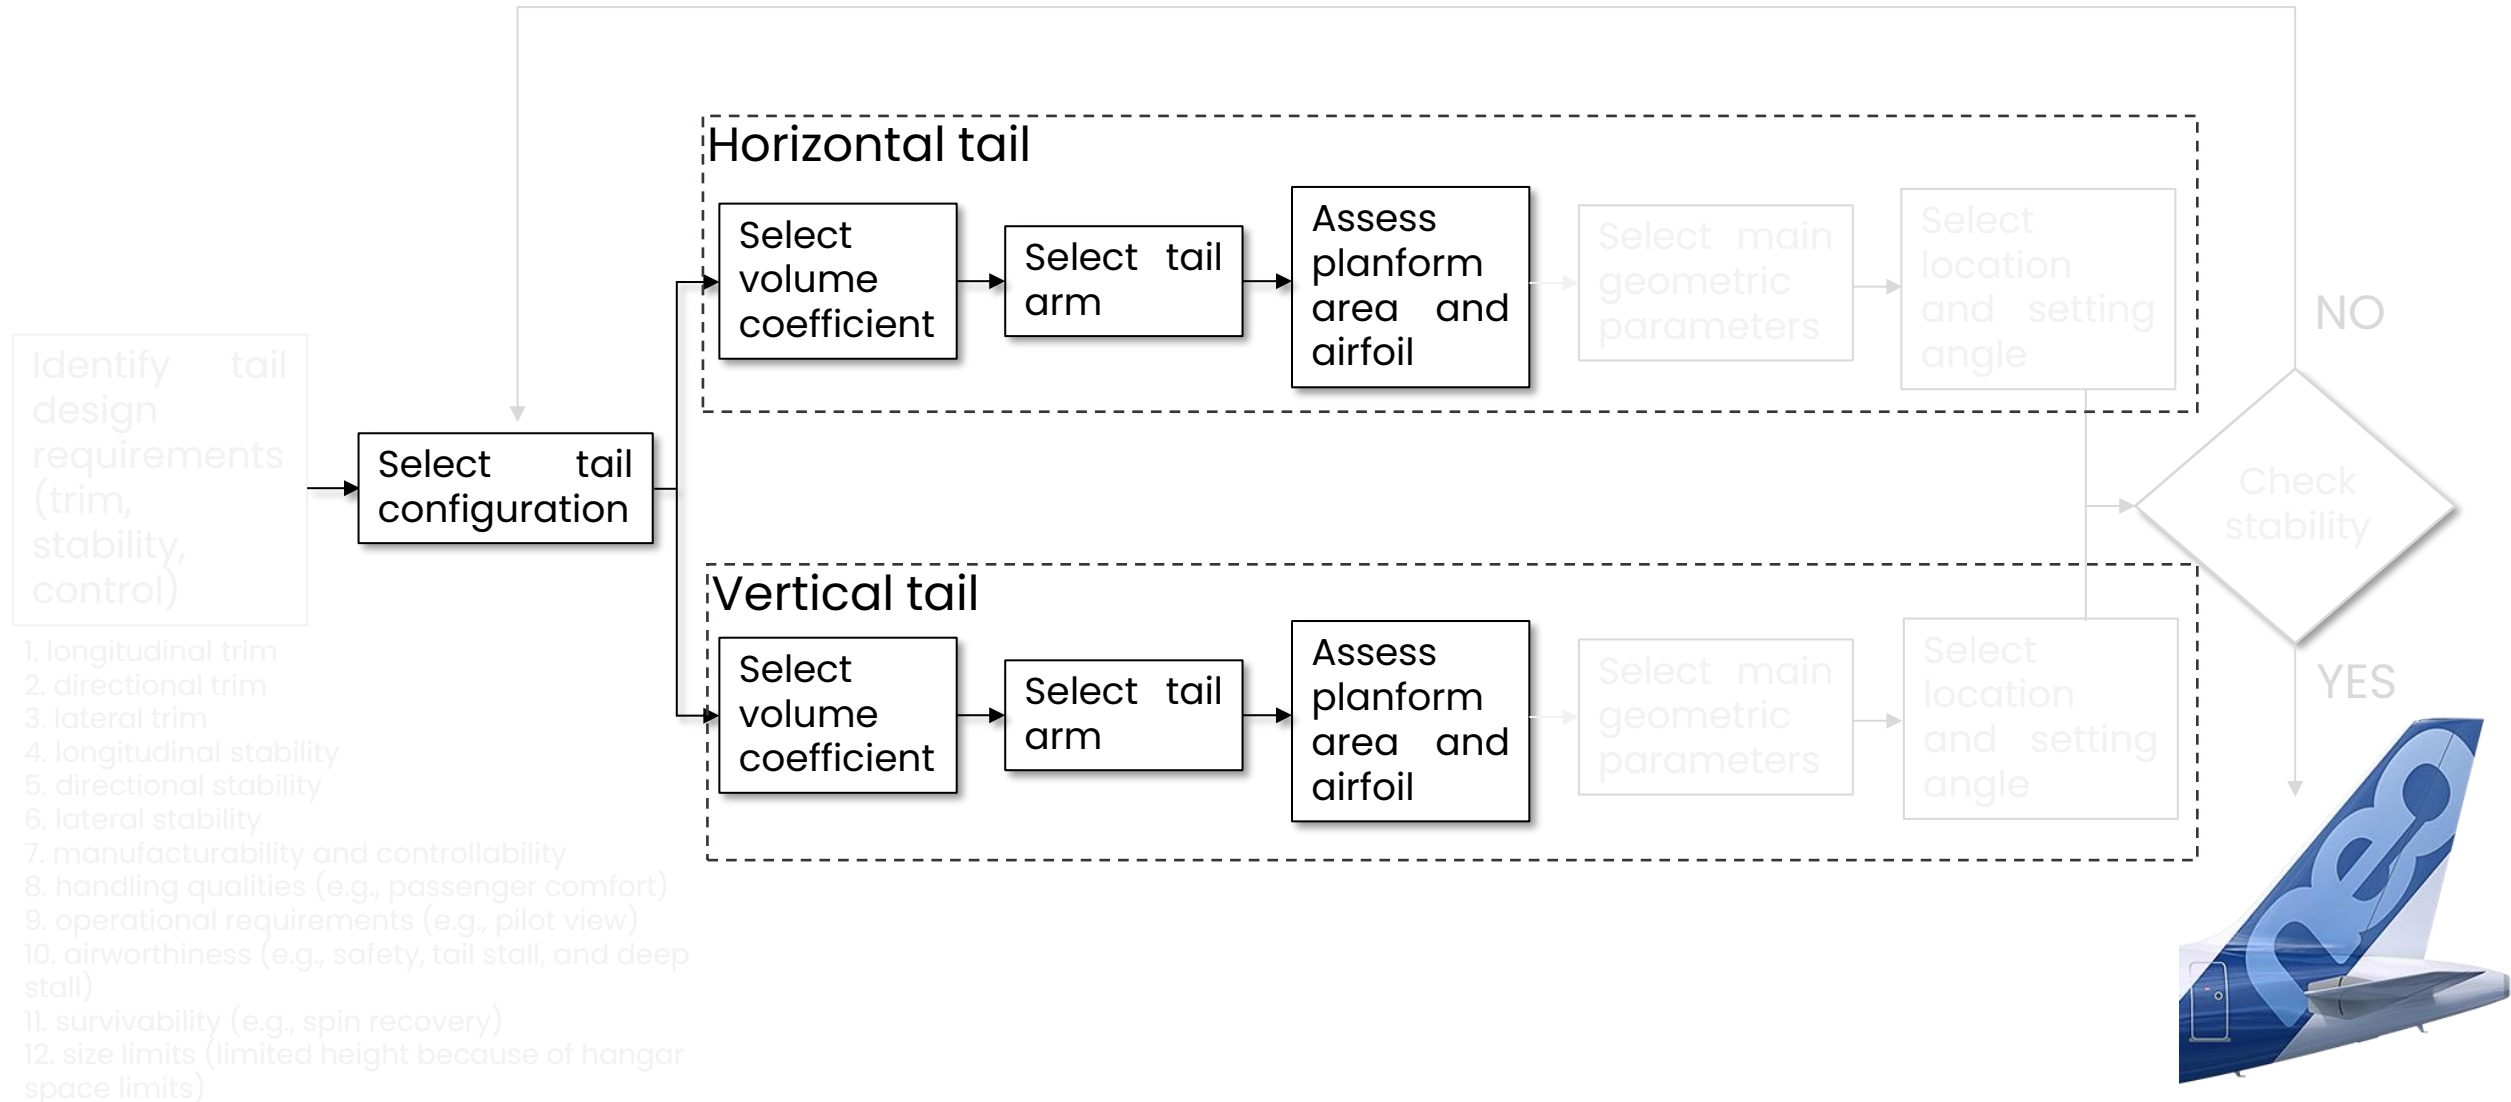 Horizontal tail
Select
volume
coefficient
Select tail
arm
Assess
planform
area and
airfoil
Select main
geometric
parameters
Select
location
and setting
angle
NO
Identify tail
design
requirements
(trim,
stability,
control)
Select tail
configuration
Check
stability
Vertical tail
Select
volume
coefficient
Select tail
arm
Assess
planform
area and
airfoil
Select main
geometric
parameters
Select
location
and setting
angle
YES
1. longitudinal trim
2. directional trim
3. lateral trim
4. longitudinal stability
5. directional stability
6. lateral stability
7. manufacturability and controllability
8. handling qualities (e.g., passenger comfort)
9. operational requirements (e.g., pilot view)
10. airworthiness (e.g., safety, tail stall, and deep
stall)
11. survivability (e.g., spin recovery)
12. size limits (limited height because of hangar
space limits)
neo